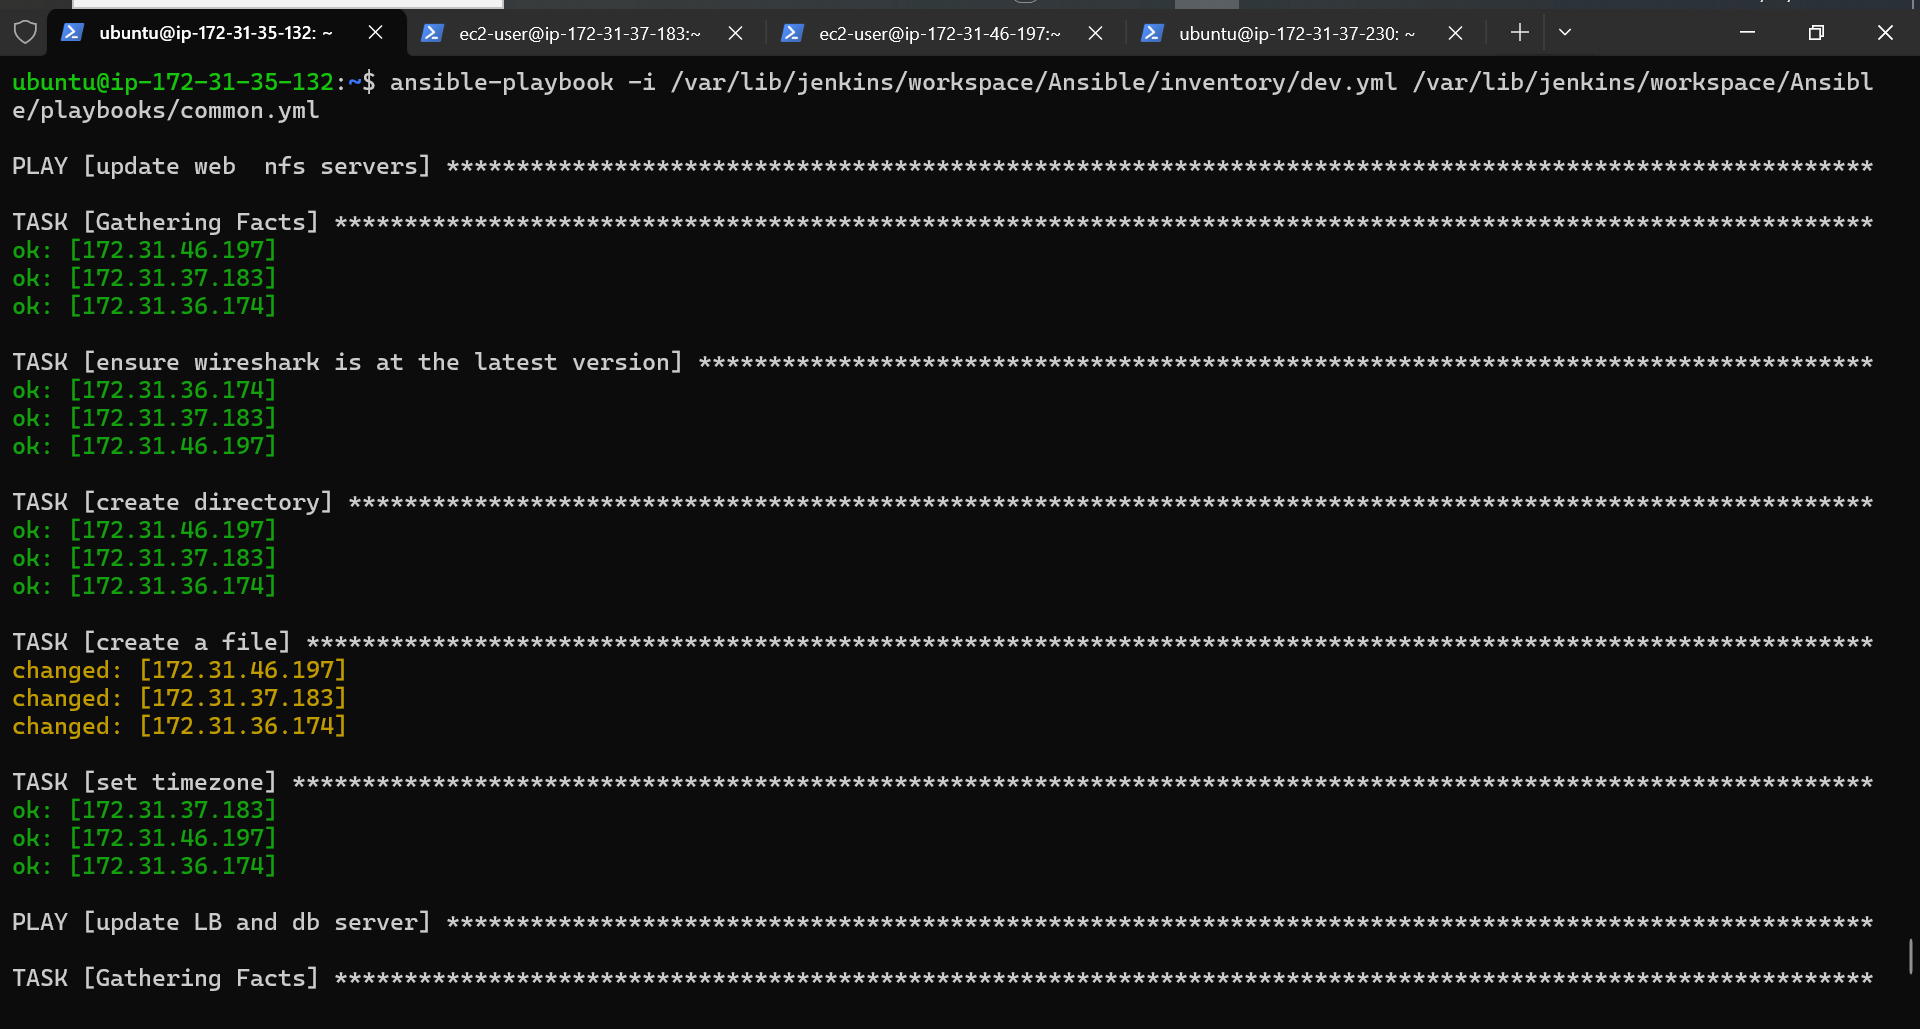 ubuntu@ip-172-31-35-132: ~ ec2-user@ip-172-31-37-183:~ ec2-user@ip-172-31-46-197:~ ubuntu@ip-172-31-37-230: ~
ubuntu@ip-172-31-35-132:~$ ansible-playbook -i /var/lib/jenkins/workspace/Ansible/inventory/dev.yml /var/lib/jenkins/workspace/Ansibl
e/playbooks/common.yml
PLAY [update web  nfs servers] ******************************************************************************************************
TASK [Gathering Facts] **************************************************************************************************************
ok: [172.31.46.197]
ok: [172.31.37.183]
ok: [172.31.36.174]
TASK [ensure wireshark is at the latest version] ************************************************************************************
ok: [172.31.36.174]
ok: [172.31.37.183]
ok: [172.31.46.197]
TASK [create directory] *************************************************************************************************************
ok: [172.31.46.197]
ok: [172.31.37.183]
ok: [172.31.36.174]
TASK [create a file] ****************************************************************************************************************
changed: [172.31.46.197]
changed: [172.31.37.183]
changed: [172.31.36.174]
TASK [set timezone] *****************************************************************************************************************
ok: [172.31.37.183]
ok: [172.31.46.197]
ok: [172.31.36.174]
PLAY [update LB and db server] ******************************************************************************************************
TASK [Gathering Facts] **************************************************************************************************************